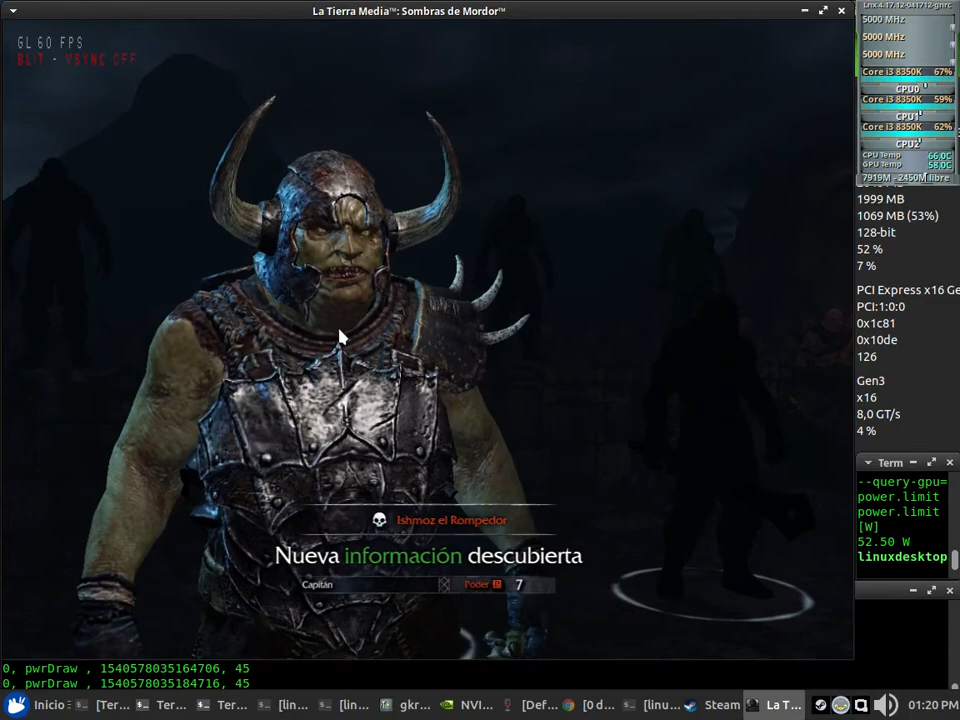 La Tierra Media™: Sombras de Mordor™
GL 60 FPS
BLIT - VSYNC OFF
Ishmoz el Rompedor
Nueva información descubierta
Capitán
Poder
7
Lnx 4.17.12-041712-gnrc
5000 MHz
5000 MHz
5000 MHz
Core i3 8350K 67%
CPU0
Core i3 8350K 59%
CPU1
Core i3 8350K 62%
CPU2
CPU Temp 66,0C
GPU Temp 58,0C
7919M - 2450M libre
1999 MB
1069 MB (53%)
128-bit
52 %
7 %
PCI Express x16 Ge
PCI:1:0:0
0x1c81
0x10de
126
Gen3
x16
8,0 GT/s
4 %
Term
--query-gpu=
power.limit
power.limit
[W]
52.50 W
linuxdesktop
0, pwrDraw , 1540578035164706, 45
0, pwrDraw , 1540578035184716, 45
Inicio [Ter... Ter... Ter... [lin... [lin... gkr... NVI... [Def... [0 d... [linu... Steam La T... 01:20 PM